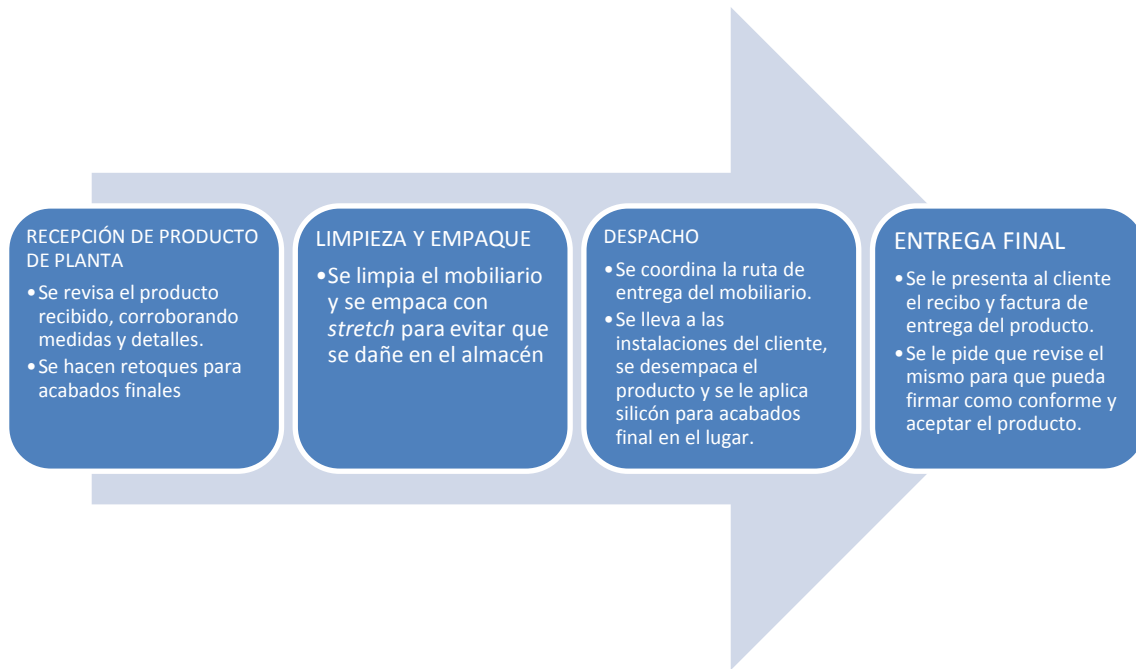 RECEPCIÓN DE PRODUCTO
DE PLANTA
•Se revisa el producto
recibido, corroborando
medidas y detalles.
•Se hacen retoques para
acabados finales
LIMPIEZA Y EMPAQUE
•Se limpia el mobiliario
y se empaca con
stretch para evitar que
se dañe en el almacén
DESPACHO
•Se coordina la ruta de
entrega del mobiliario.
•Se lleva a las
instalaciones del cliente,
se desempaca el
producto y se le aplica
silicón para acabados
final en el lugar.
ENTREGA FINAL
•Se le presenta al cliente
el recibo y factura de
entrega del producto.
•Se le pide que revise el
mismo para que pueda
firmar como conforme y
aceptar el producto.